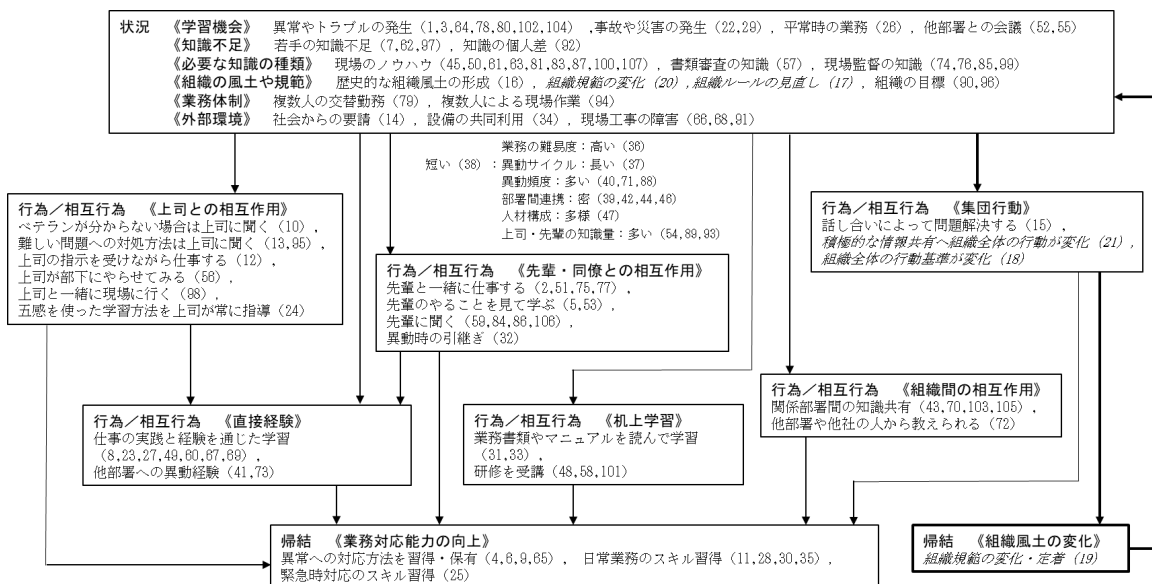 状況 《学習機会》 異常やトラブルの発生 (1,3,64,78,80,102,104) ,事故や災害の発生 (22,29) , 平常時の業務 (26) , 他部署との会議 (52,55)
《知識不足》 若手の知識不足 (7,62,97) , 知識の個人差 (92)
《必要な知識の種類》 現場のノウハウ (45,50,61,63,81,83,87,100,107) , 書類審査の知識 (57) , 現場監督の知識 (74,76,85,99)
《組織の風土や規範》 歴史的な組織風土の形成 (16) , 組織規範の変化 (20) , 組織ルールの見直し (17) , 組織の目標 (90,96)
《業務体制》 複数人の交替勤務 (79) , 複数人による現場作業 (94)
《外部環境》 社会からの要請 (14) , 設備の共同利用 (34) , 現場工事の障害 (66,68,91)
業務の難易度：高い (36)
短い (38) ：異動サイクル：長い (37)
異動頻度：多い (40,71,88)
部署間連携：密 (39,42,44,46)
人材構成：多様 (47)
上司・先輩の知識量：多い (54,89,93)
行為／相互行為 《上司との相互作用》
ベテランが分からない場合は上司に聞く (10) ,
難しい問題への対処方法は上司に聞く (13,95) ,
上司の指示を受けながら仕事する (12) ,
上司が部下にやらせてみる (56) ,
上司と一緒に現場に行く (98) ,
五感を使った学習方法を上司が常に指導 (24)
行為／相互行為 《先輩・同僚との相互作用》
先輩と一緒に仕事する (2,51,75,77) ,
先輩のやることを見て学ぶ (5,53) ,
先輩に聞く (59,84,86,106) ,
異動時の引継ぎ (32)
行為／相互行為 《集団行動》
話し合いによって問題解決する (15) ,
積極的な情報共有へ組織全体の行動が変化 (21) ,
組織全体の行動基準が変化 (18)
行為／相互行為 《直接経験》
仕事の実践と経験を通じた学習
(8,23,27,49,60,67,69) ,
他部署への異動経験 (41,73)
行為／相互行為 《机上学習》
業務書類やマニュアルを読んで学習
(31,33) ,
研修を受講 (48,58,101)
行為／相互行為 《組織間の相互作用》
関係部署間の知識共有 (43,70,103,105) ,
他部署や他社の人から教えられる (72)
帰結 《業務対応能力の向上》
異常への対応方法を習得・保有 (4,6,9,65) , 日常業務のスキル習得 (11,28,30,35) ,
緊急時対応のスキル習得 (25)
帰結 《組織風土の変化》
組織規範の変化・定着 (19)